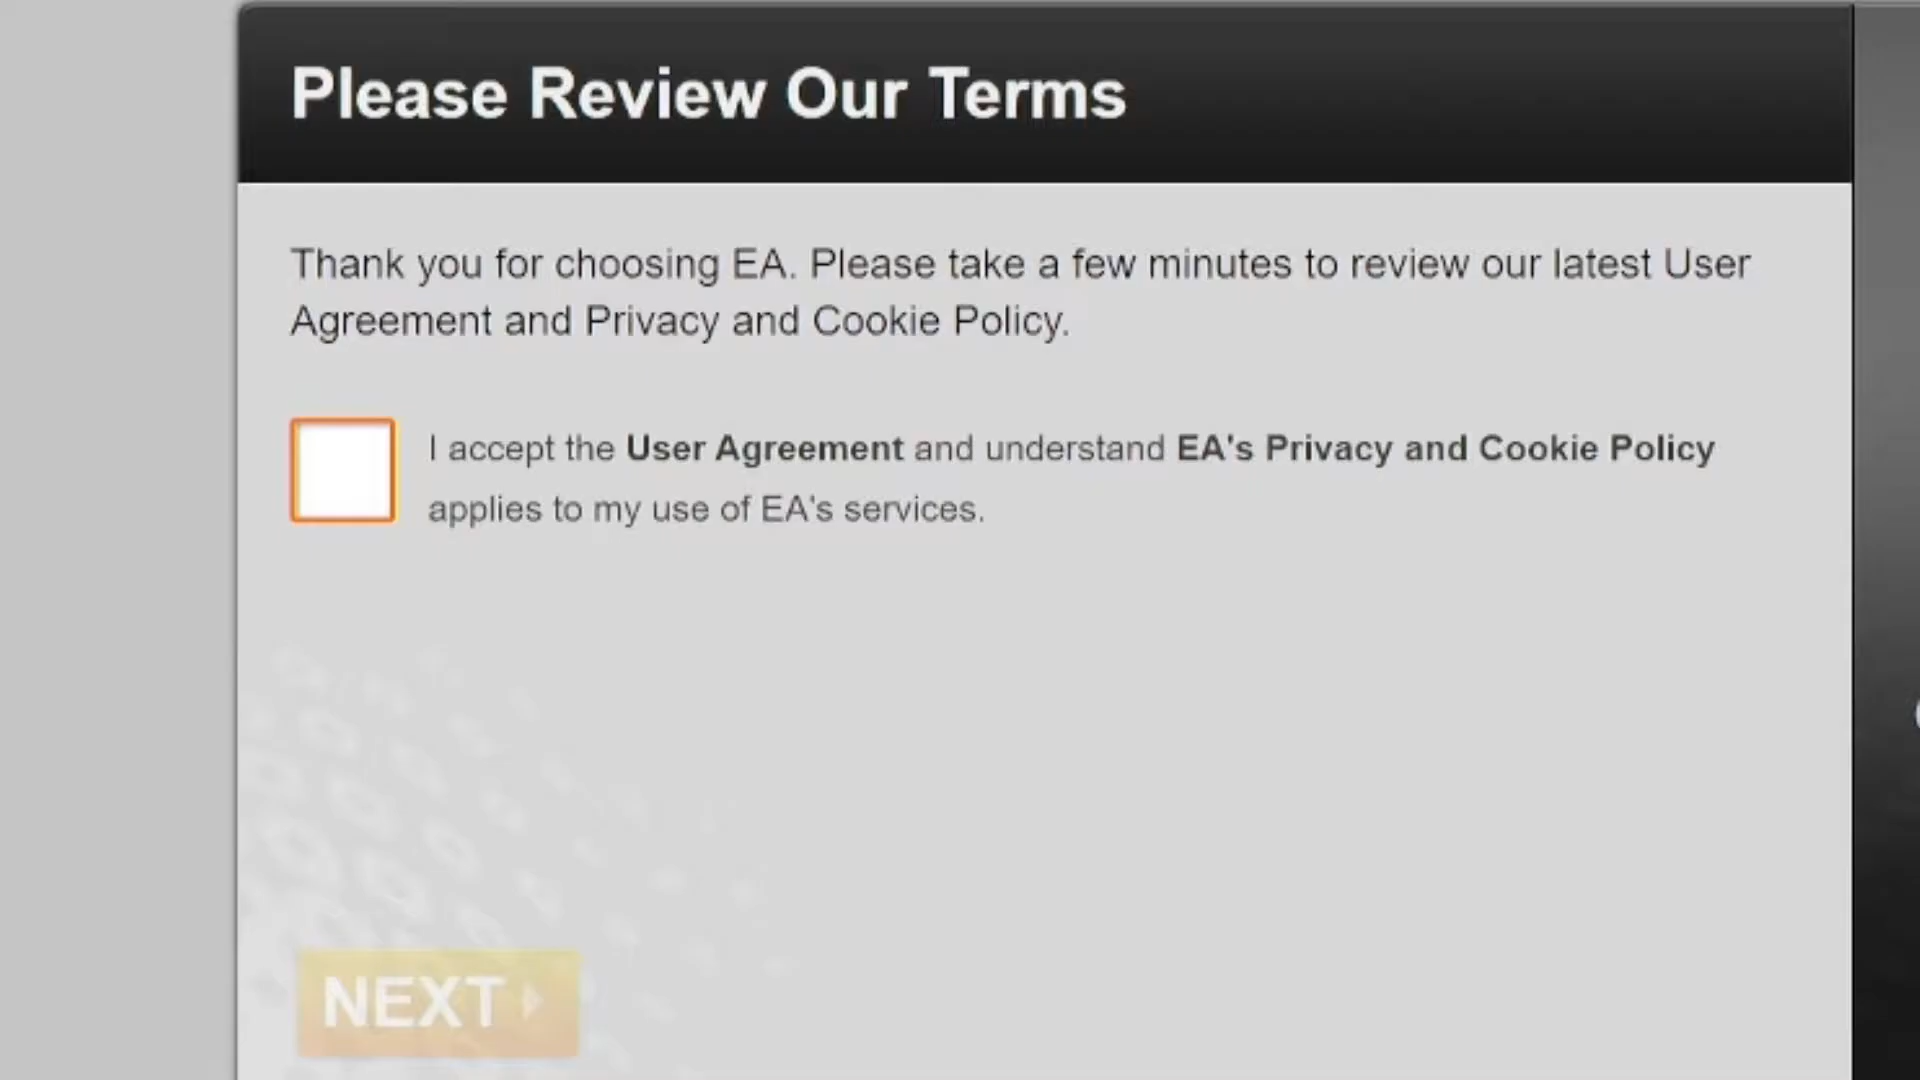 Please Review Our Terms
Thank you for choosing EA. Please take a few minutes to review our latest User
Agreement and Privacy and Cookie Policy.
I accept the User Agreement and understand EA's Privacy and Cookie Policy
applies to my use of EA's services.
NEXT